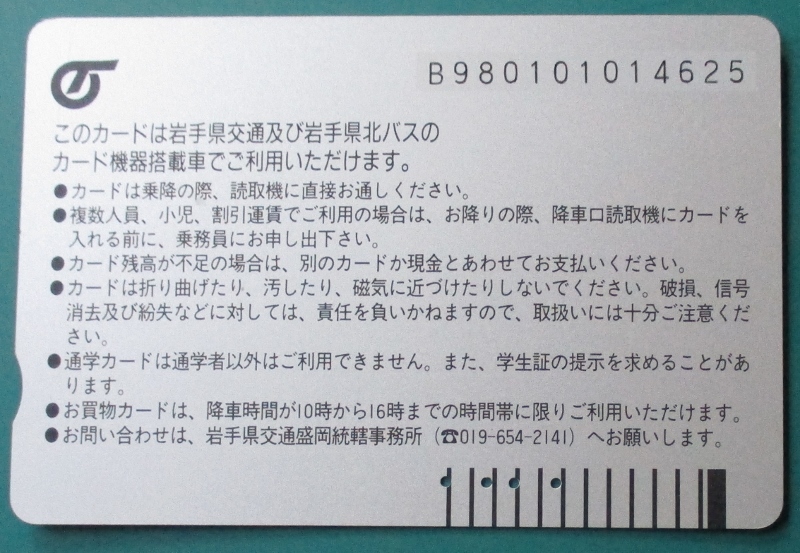 B980101014625
このカードは岩手県交通及び岩手県北バスの
カード機器搭載車でご利用いただけます。
●カードは乗降の際、読取機に直接お通しください。
●複数人員、小児、割引運賃でご利用の場合は、お降りの際、降車口読取機にカードを
入れる前に、乗務員にお申し出下さい。
●カード残高が不足の場合は、別のカードか現金とあわせてお支払いください。
●カードは折り曲げたり、汚したり、磁気に近づけたりしないでください。破損、信号
消去及び紛失などに対しては、責任を負いかねますので、取扱いには十分ご注意くだ
さい。
●通学カードは通学者以外はご利用できません。また、学生証の提示を求めることがあ
ります。
●お買物カードは、降車時間が10時から16時までの時間帯に限りご利用いただけます。
●お問い合わせは、岩手県交通盛岡統轄事務所（☎019-654-2141）へお願いします。